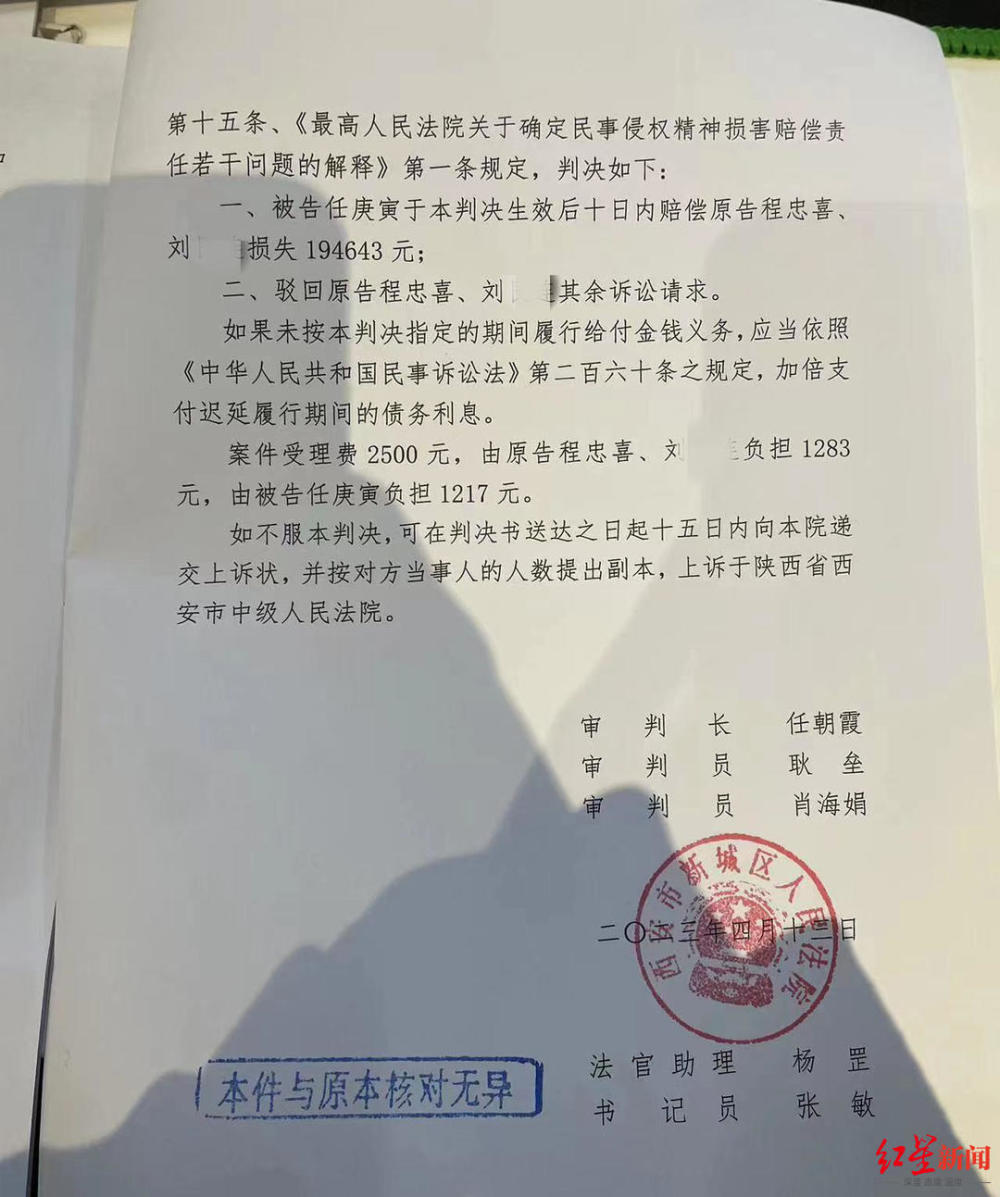 第十五条、《最高人民法院关于确定民事侵权精神损害赔偿责
任若干问题的解释》第一条规定，判决如下：
一、被告任庚寅于本判决生效后十日内赔偿原告程忠喜、
刘 损失 194643 元；
二、驳回原告程忠喜、刘 其余诉讼请求。
如果未按本判决指定的期间履行给付金钱义务，应当依照
《中华人民共和国民事诉讼法》第二百六十条之规定，加倍支
付迟延履行期间的债务利息。
案件受理费 2500 元，由原告程忠喜、刘 负担 1283
元，由被告任庚寅负担 1217 元。
如不服本判决，可在判决书送达之日起十五日内向本院递
交上诉状，并按对方当事人的人数提出副本，上诉于陕西省西
安市中级人民法院。
审 判 长 任朝霞
审 判 员 耿 垒
审 判 员 肖海娟
西安市新城区人民法院
二〇二三年四月十三日
法官助理 杨 罡
书 记 员 张 敏
本件与原本核对无异
红星新闻
深度 态度 温度